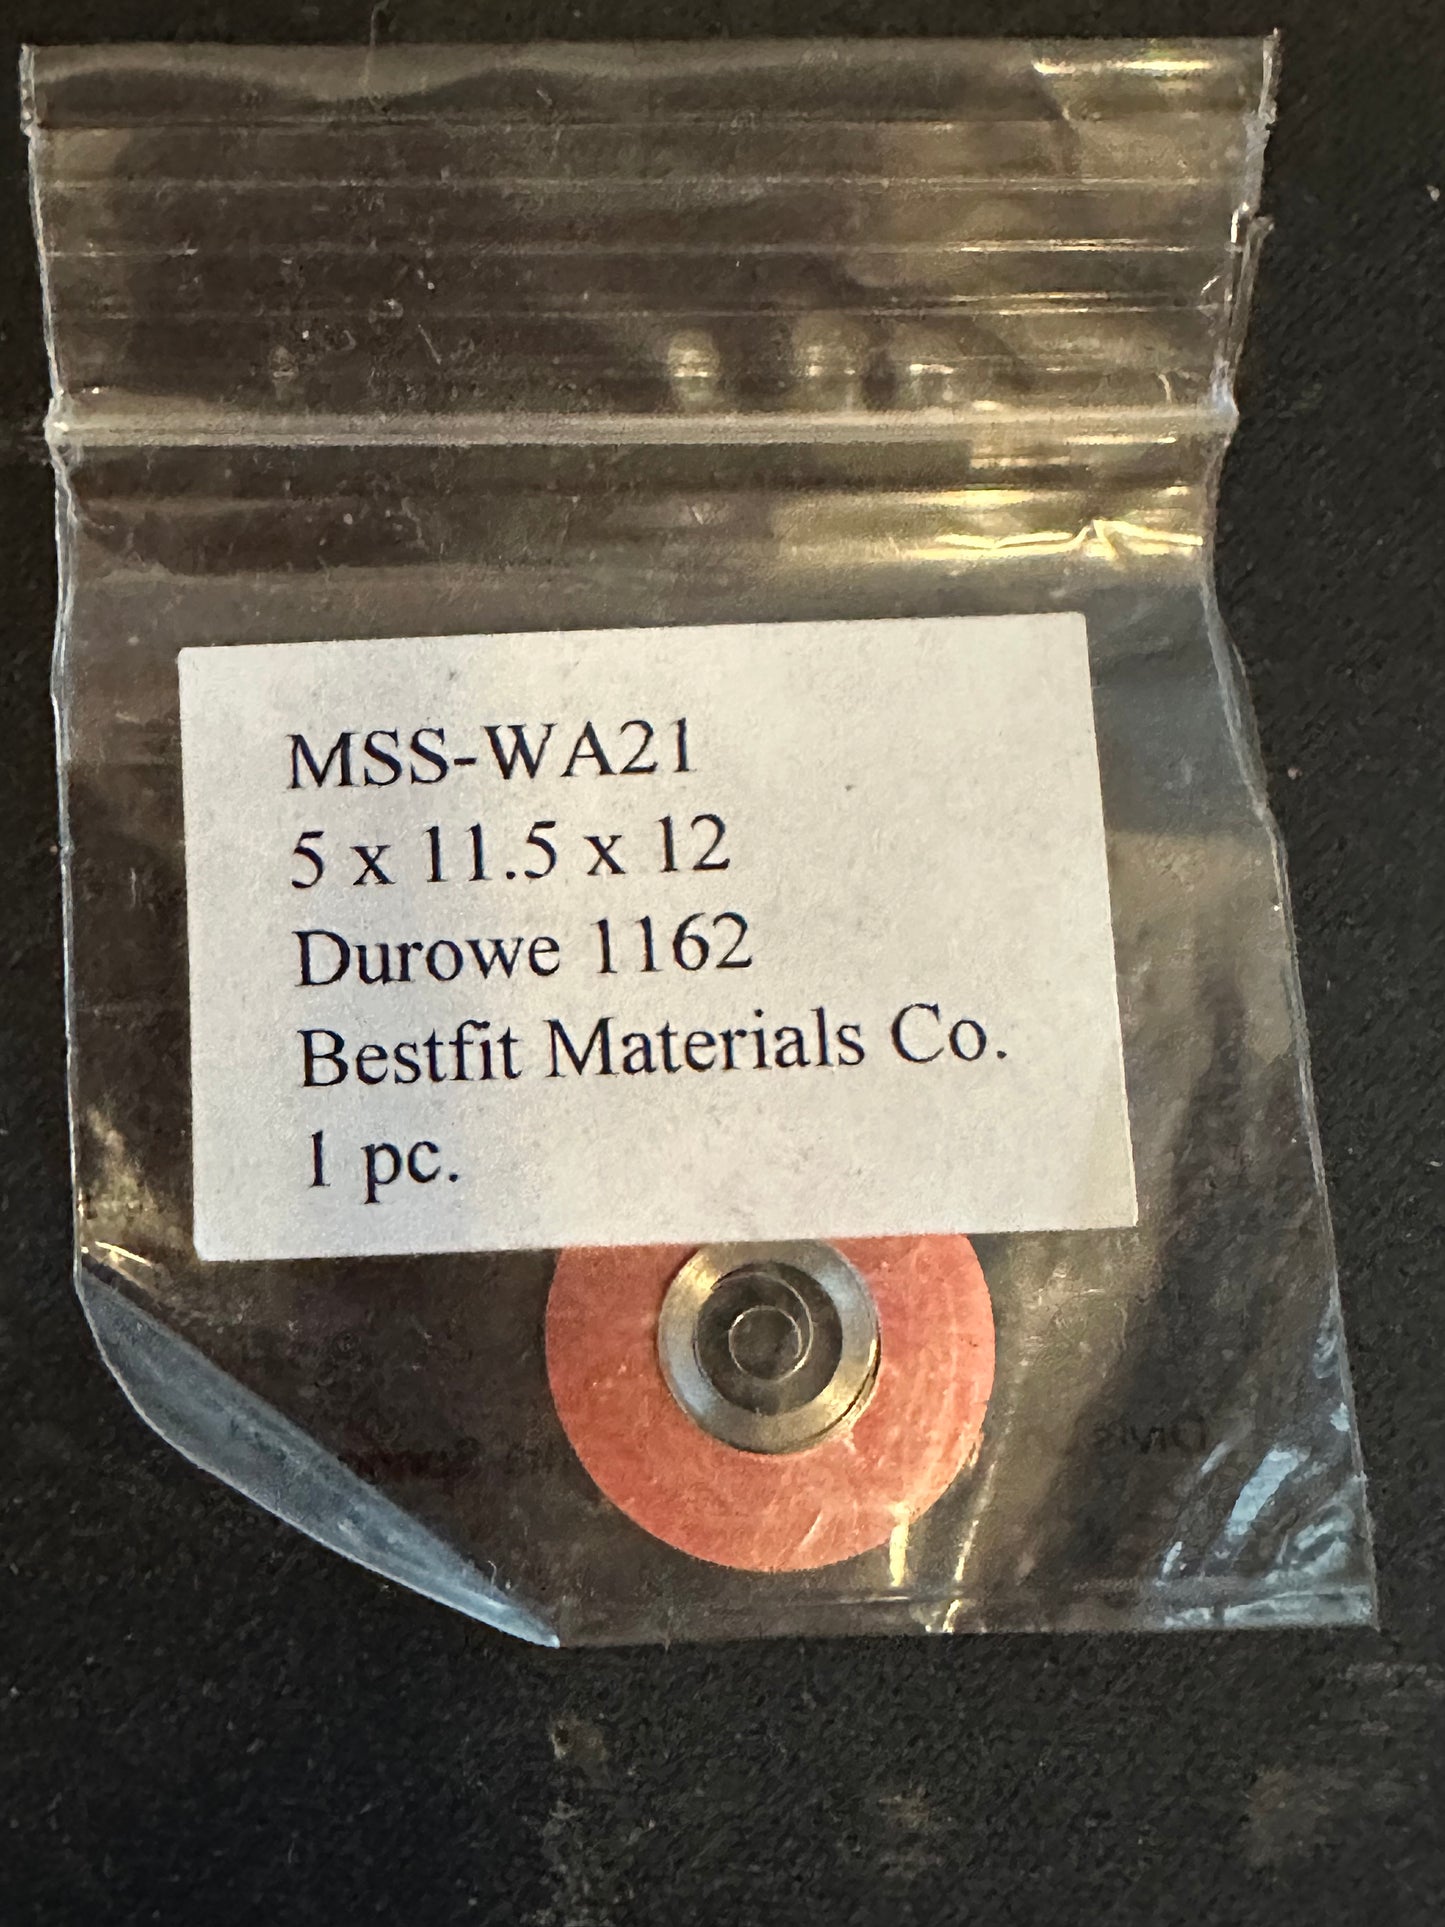 MSS-WA21
5 x 11.5 x 12
Durowe 1162
Bestfit Materials Co.
1 pc.